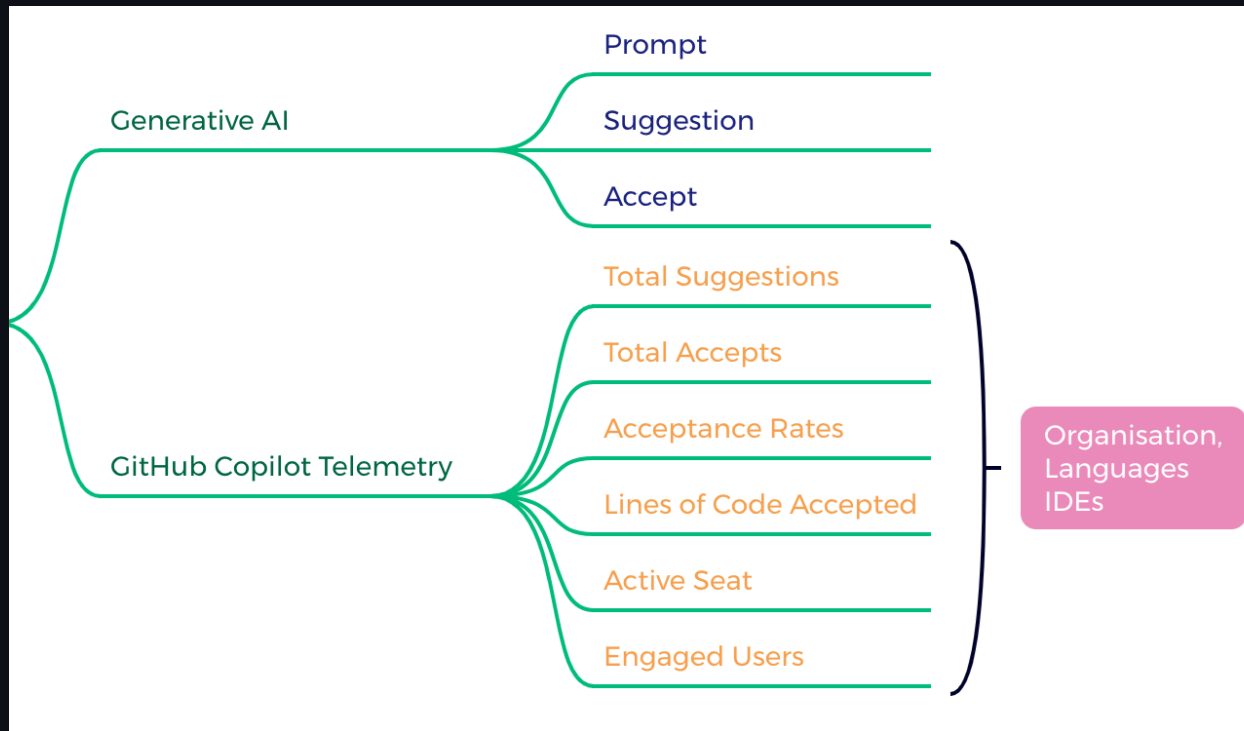 Prompt
Generative AI
Suggestion
Accept
Total Suggestions
Total Accepts
Acceptance Rates
GitHub Copilot Telemetry
Lines of Code Accepted
Active Seat
Engaged Users
Organisation,
Languages
IDEs